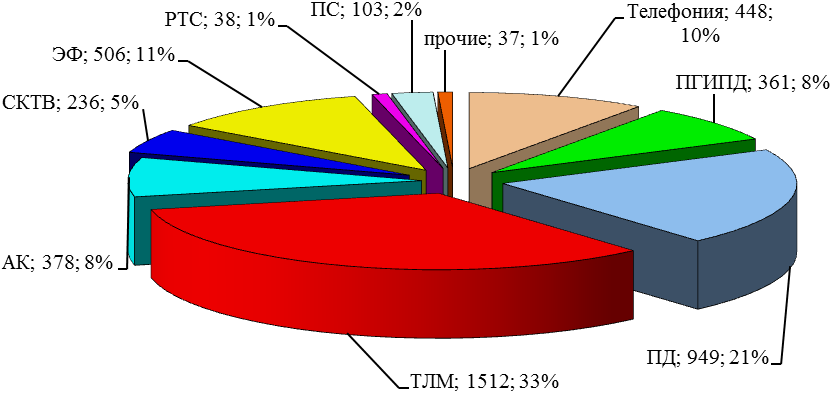 ПС; 103; 2%
РТС; 38; 1%
Телефония; 448;
10%
прочие; 37; 1%
ЭФ; 506; 11%
ПГИПД; 361; 8%
СКТВ; 236; 5%
АК; 378; 8%
ПД; 949; 21%
ТЛМ; 1512; 33%